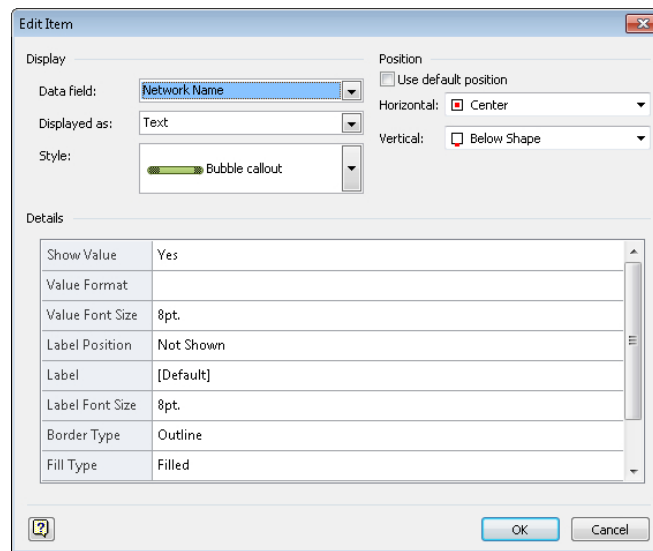 Edit Item
Display
Data field: Network Name
Displayed as: Text
Style: Bubble callout
Position
Use default position
Horizontal: Center
Vertical: Below Shape
Details
Show Value Yes
Value Format
Value Font Size 8pt.
Label Position Not Shown
Label [Default]
Label Font Size 8pt.
Border Type Outline
Fill Type Filled
OK Cancel